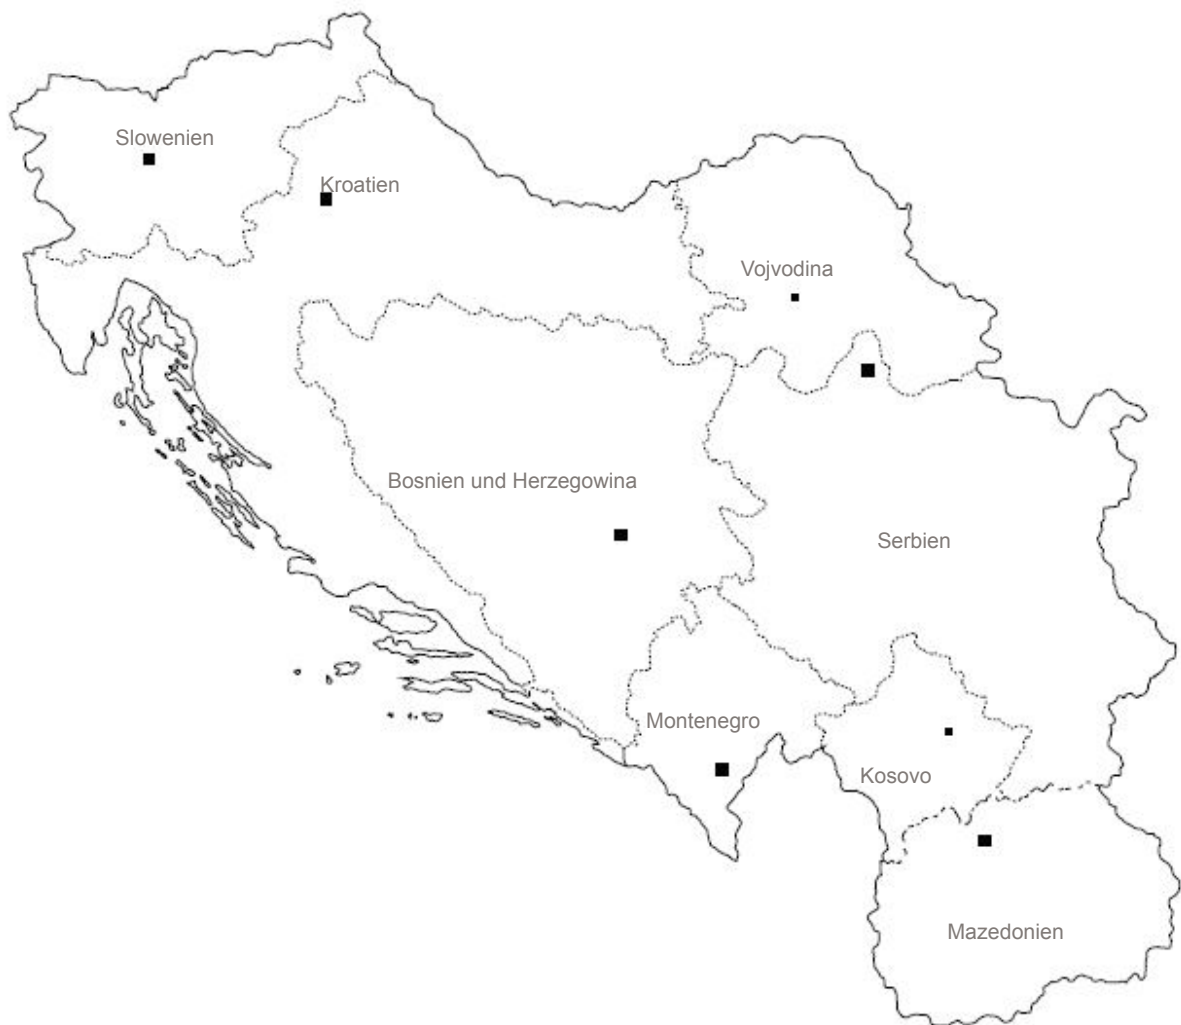 Slowenien
Kroatien
Vojvodina
Bosnien und Herzegowina
Serbien
Montenegro
Kosovo
Mazedonien